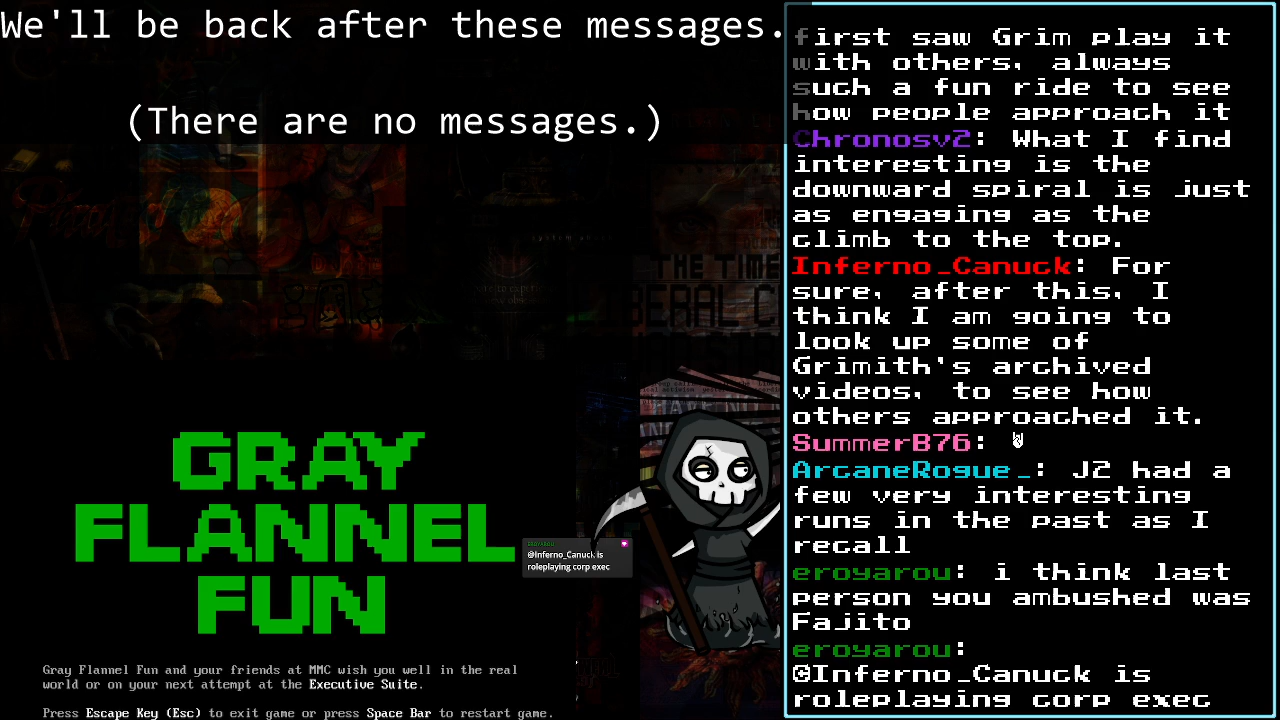 We'll be back after these messages.
(There are no messages.)
THE TIME
GRAY
FLANNEL
FUN
Gray Flannel Fun and your friends at MMC wish you well in the real
world or on your next attempt at the Executive Suite.
Press Escape Key (Esc) to exit game or press Space Bar to restart game.
@Inferno_Canuck is
roleplaying corp exec
first saw Grim play it
with others, always
such a fun ride to see
how people approach it
ChronosvZ: What I find
interesting is the
downward spiral is just
as engaging as the
climb to the top.
Inferno_Canuck: For
sure, after this, I
think I am going to
look up some of
Grimith's archived
videos, to see how
others approached it.
SummerB76:
ArcaneRogue_: JZ had a
few very interesting
runs in the past as I
recall
eroyarou: i think last
person you ambushed was
Fajito
eroyarou:
@Inferno_Canuck is
roleplaying corp exec